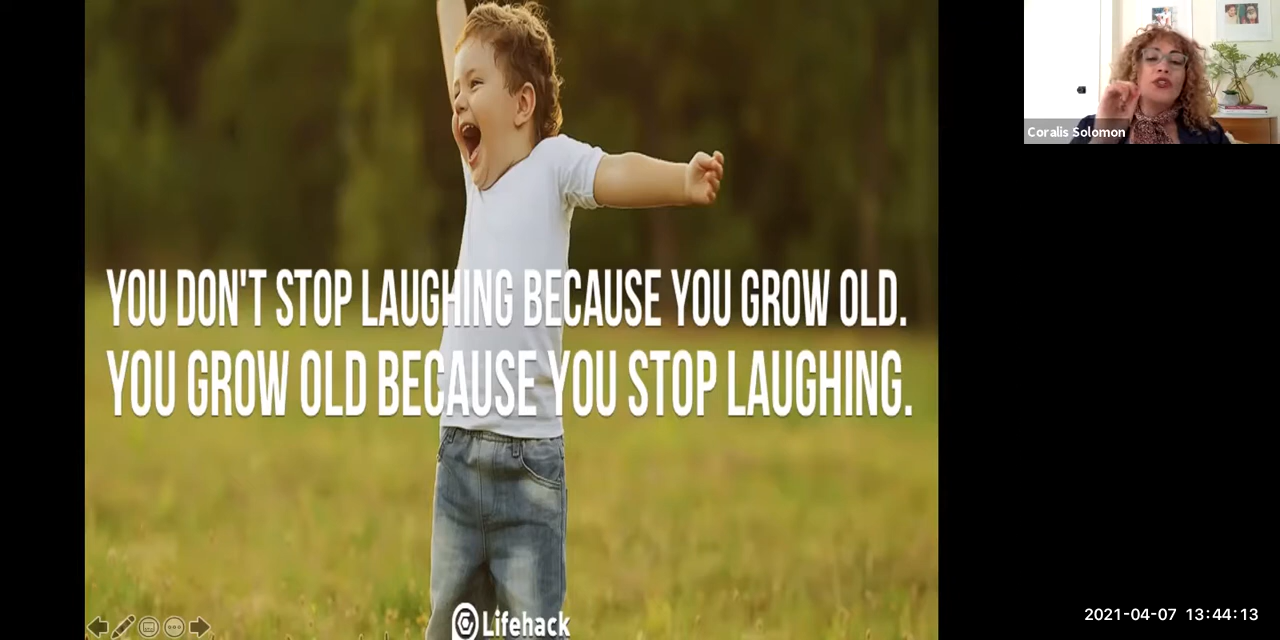 Coralis Solomon
YOU DON'T STOP LAUGHING BECAUSE YOU GROW OLD.
YOU GROW OLD BECAUSE YOU STOP LAUGHING.
Lifehack
2021-04-07 13:44:13